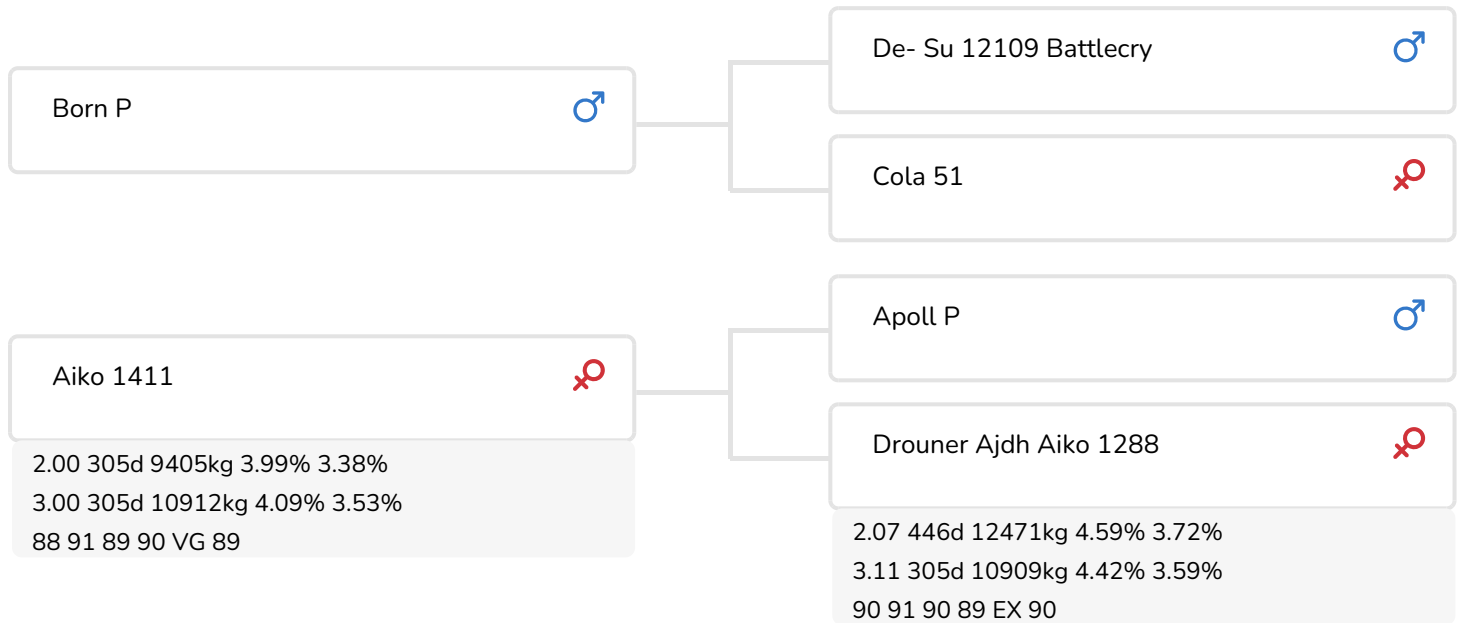 De- Su 12109 Battlecry
Born P
Cola 51
Apoll P
Aiko 1411
Drouner Ajdh Aiko 1288
2.00 305d 9405kg 3.99% 3.38%
3.00 305d 10912kg 4.09% 3.53%
88 91 89 90 VG 89
2.07 446d 12471kg 4.59% 3.72%
3.11 305d 10909kg 4.42% 3.59%
90 91 90 89 EX 90